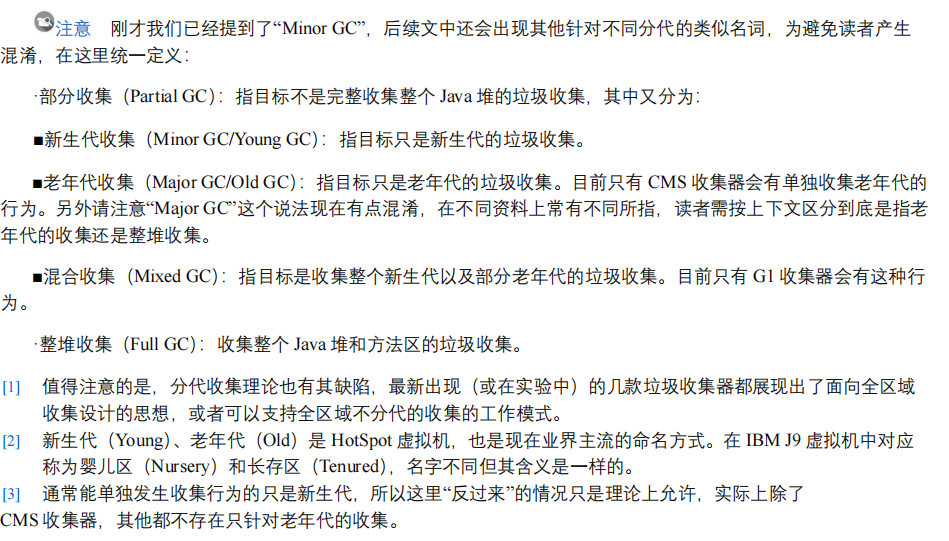 注意 刚才我们已经提到了“Minor GC”，后续文中还会出现其他针对不同分代的类似名词，为避免读者产生
混淆，在这里统一定义：
·部分收集（Partial GC）：指目标不是完整收集整个 Java 堆的垃圾收集，其中又分为：
■新生代收集（Minor GC/Young GC）：指目标只是新生代的垃圾收集。
■老年代收集（Major GC/Old GC）：指目标只是老年代的垃圾收集。目前只有 CMS 收集器会有单独收集老年代的
行为。另外请注意“Major GC”这个说法现在有点混淆，在不同资料上常有不同所指，读者需按上下文区分到底是指老
年代的收集还是整堆收集。
■混合收集（Mixed GC）：指目标是收集整个新生代以及部分老年代的垃圾收集。目前只有 G1 收集器会有这种行
为。
·整堆收集（Full GC）：收集整个 Java 堆和方法区的垃圾收集。
[1] 值得注意的是，分代收集理论也有其缺陷，最新出现（或在实验中）的几款垃圾收集器都展现出了面向全区域
收集设计的思想，或者可以支持全区域不分代的收集的工作模式。
[2] 新生代（Young）、老年代（Old）是 HotSpot 虚拟机，也是现在业界主流的命名方式。在 IBM J9 虚拟机中对应
称为婴儿区（Nursery）和长存区（Tenured），名字不同但其含义是一样的。
[3] 通常能单独发生收集行为的只是新生代，所以这里“反过来”的情况只是理论上允许，实际上除了
CMS 收集器，其他都不存在只针对老年代的收集。